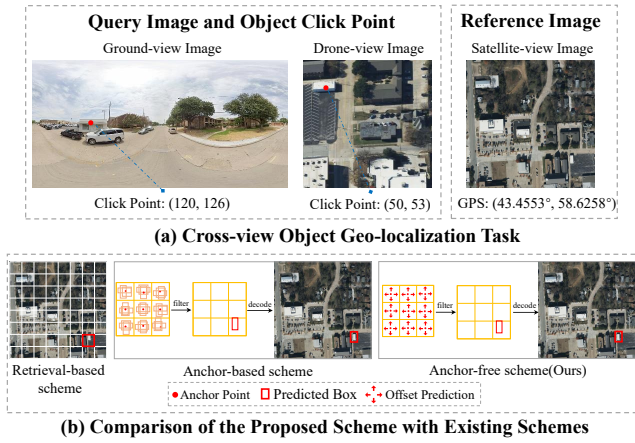 Query Image and Object Click Point
Reference Image
Ground-view Image
Drone-view Image
Satellite-view Image
Click Point: (120, 126)
Click Point: (50, 53)
GPS: (43.4553°, 58.6258°)
(a) Cross-view Object Geo-localization Task
filter
decode
filter
decode
Retrieval-based
scheme
Anchor-based scheme
Anchor-free scheme(Ours)
Anchor Point
Predicted Box
Offset Prediction
(b) Comparison of the Proposed Scheme with Existing Schemes